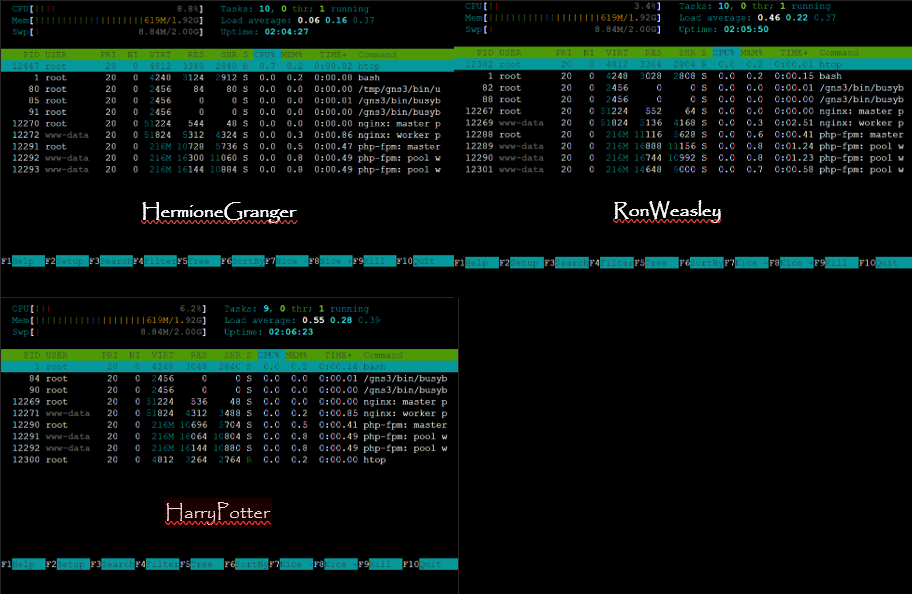 CPU[||| 8.8%] Tasks: 10, 0 thr; 1 running
Mem[|||||||||||||||||||||||619M/1.92G] Load average: 0.06 0.16 0.37
Swp[| 8.84M/2.00G] Uptime: 02:04:27
PID USER PRI NI VIRT RES SHR S CPU% MEM% TIME+ Command
12447 root 20 0 4812 3340 2840 R 0.7 0.2 0:00.02 htop
1 root 20 0 4248 3124 2912 S 0.0 0.2 0:00.08 bash
80 root 20 0 2456 84 80 S 0.0 0.0 0:00.00 /tmp/gns3/bin/u
85 root 20 0 2456 0 0 S 0.0 0.0 0:00.01 /gns3/bin/busyb
91 root 20 0 2456 0 0 S 0.0 0.0 0:00.00 /gns3/bin/busyb
12270 root 20 0 51224 544 48 S 0.0 0.0 0:00.00 nginx: master p
12272 www-data 20 0 51824 5312 4324 S 0.0 0.3 0:00.86 nginx: worker p
12291 root 20 0 216M 10728 5736 S 0.0 0.5 0:00.47 php-fpm: master
12292 www-data 20 0 216M 16300 11060 S 0.0 0.8 0:00.49 php-fpm: pool w
12293 www-data 20 0 216M 16144 10884 S 0.0 0.8 0:00.49 php-fpm: pool w
HermioneGranger
F1Help F2Setup F3SearchF4FilterF5Tree F6SortByF7Nice -F8Nice +F9Kill F10Quit
CPU[|| 3.4%] Tasks: 10, 0 thr; 1 running
Mem[|||||||||||||||||||||||619M/1.92G] Load average: 0.46 0.22 0.37
Swp[| 8.84M/2.00G] Uptime: 02:05:50
PID USER PRI NI VIRT RES SHR S CPU% MEM% TIME+ Command
12302 root 20 0 4812 3304 2804 R 0.0 0.2 0:00.01 htop
1 root 20 0 4248 3028 2808 S 0.0 0.2 0:00.15 bash
82 root 20 0 2456 0 0 S 0.0 0.0 0:00.01 /gns3/bin/busyb
88 root 20 0 2456 0 0 S 0.0 0.0 0:00.00 /gns3/bin/busyb
12267 root 20 0 51224 552 64 S 0.0 0.0 0:00.00 nginx: master p
12269 www-data 20 0 51824 5136 4168 S 0.0 0.3 0:02.51 nginx: worker p
12288 root 20 0 216M 11116 5628 S 0.0 0.6 0:00.41 php-fpm: master
12289 www-data 20 0 216M 16888 11156 S 0.0 0.8 0:01.24 php-fpm: pool w
12290 www-data 20 0 216M 16744 10992 S 0.0 0.8 0:01.23 php-fpm: pool w
12301 www-data 20 0 216M 14648 9000 S 0.0 0.7 0:00.58 php-fpm: pool w
RonWeasley
F1Help F2Setup F3SearchF4FilterF5Tree F6SortByF7Nice -F8Nice +F9Kill F10Quit
CPU[||| 6.2%] Tasks: 9, 0 thr; 1 running
Mem[|||||||||||||||||||||||619M/1.92G] Load average: 0.55 0.28 0.39
Swp[| 8.84M/2.00G] Uptime: 02:06:23
PID USER PRI NI VIRT RES SHR S CPU% MEM% TIME+ Command
1 root 20 0 4248 3048 2840 S 0.0 0.2 0:00.14 bash
84 root 20 0 2456 0 0 S 0.0 0.0 0:00.01 /gns3/bin/busyb
90 root 20 0 2456 0 0 S 0.0 0.0 0:00.00 /gns3/bin/busyb
12269 root 20 0 51224 536 48 S 0.0 0.0 0:00.00 nginx: master p
12271 www-data 20 0 51824 4312 3488 S 0.0 0.2 0:00.85 nginx: worker p
12290 root 20 0 216M 10696 5704 S 0.0 0.5 0:00.41 php-fpm: master
12291 www-data 20 0 216M 16064 10804 S 0.0 0.8 0:00.49 php-fpm: pool w
12292 www-data 20 0 216M 16144 10880 S 0.0 0.8 0:00.49 php-fpm: pool w
12300 root 20 0 4812 3264 2764 R 0.0 0.2 0:00.00 htop
HarryPotter
F1Help F2Setup F3SearchF4FilterF5Tree F6SortByF7Nice -F8Nice +F9Kill F10Quit